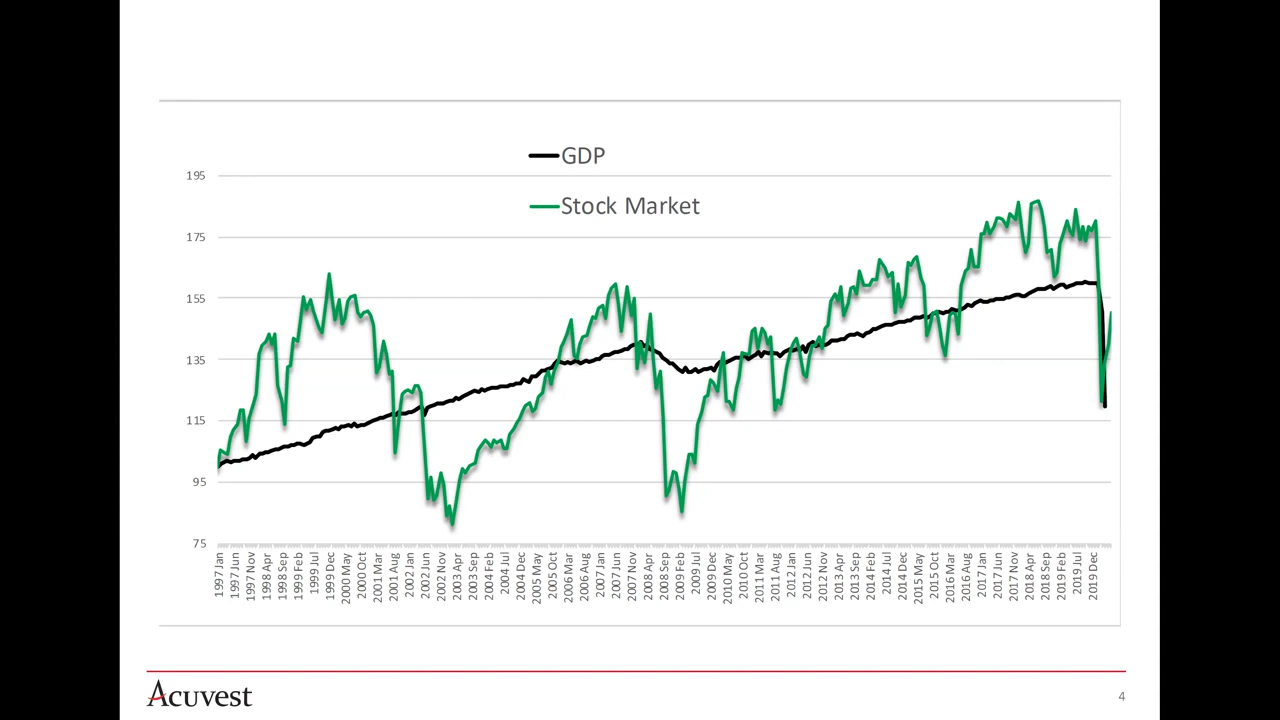 GDP
Stock Market
195
175
155
135
115
95
75
1997 Jan
1997 Jun
1997 Nov
1998 Apr
1998 Sep
1999 Feb
1999 Jul
1999 Dec
2000 May
2000 Oct
2001 Mar
2001 Aug
2002 Jan
2002 Jun
2002 Nov
2003 Apr
2003 Sep
2004 Feb
2004 Jul
2004 Dec
2005 May
2005 Oct
2006 Mar
2006 Aug
2007 Jan
2007 Jun
2007 Nov
2008 Apr
2008 Sep
2009 Feb
2009 Jul
2009 Dec
2010 May
2010 Oct
2011 Mar
2011 Aug
2012 Jan
2012 Jun
2012 Nov
2013 Apr
2013 Sep
2014 Feb
2014 Jul
2014 Dec
2015 May
2015 Oct
2016 Mar
2016 Aug
2017 Jan
2017 Jun
2017 Nov
2018 Apr
2018 Sep
2019 Feb
2019 Jul
2019 Dec
Acuvest
4